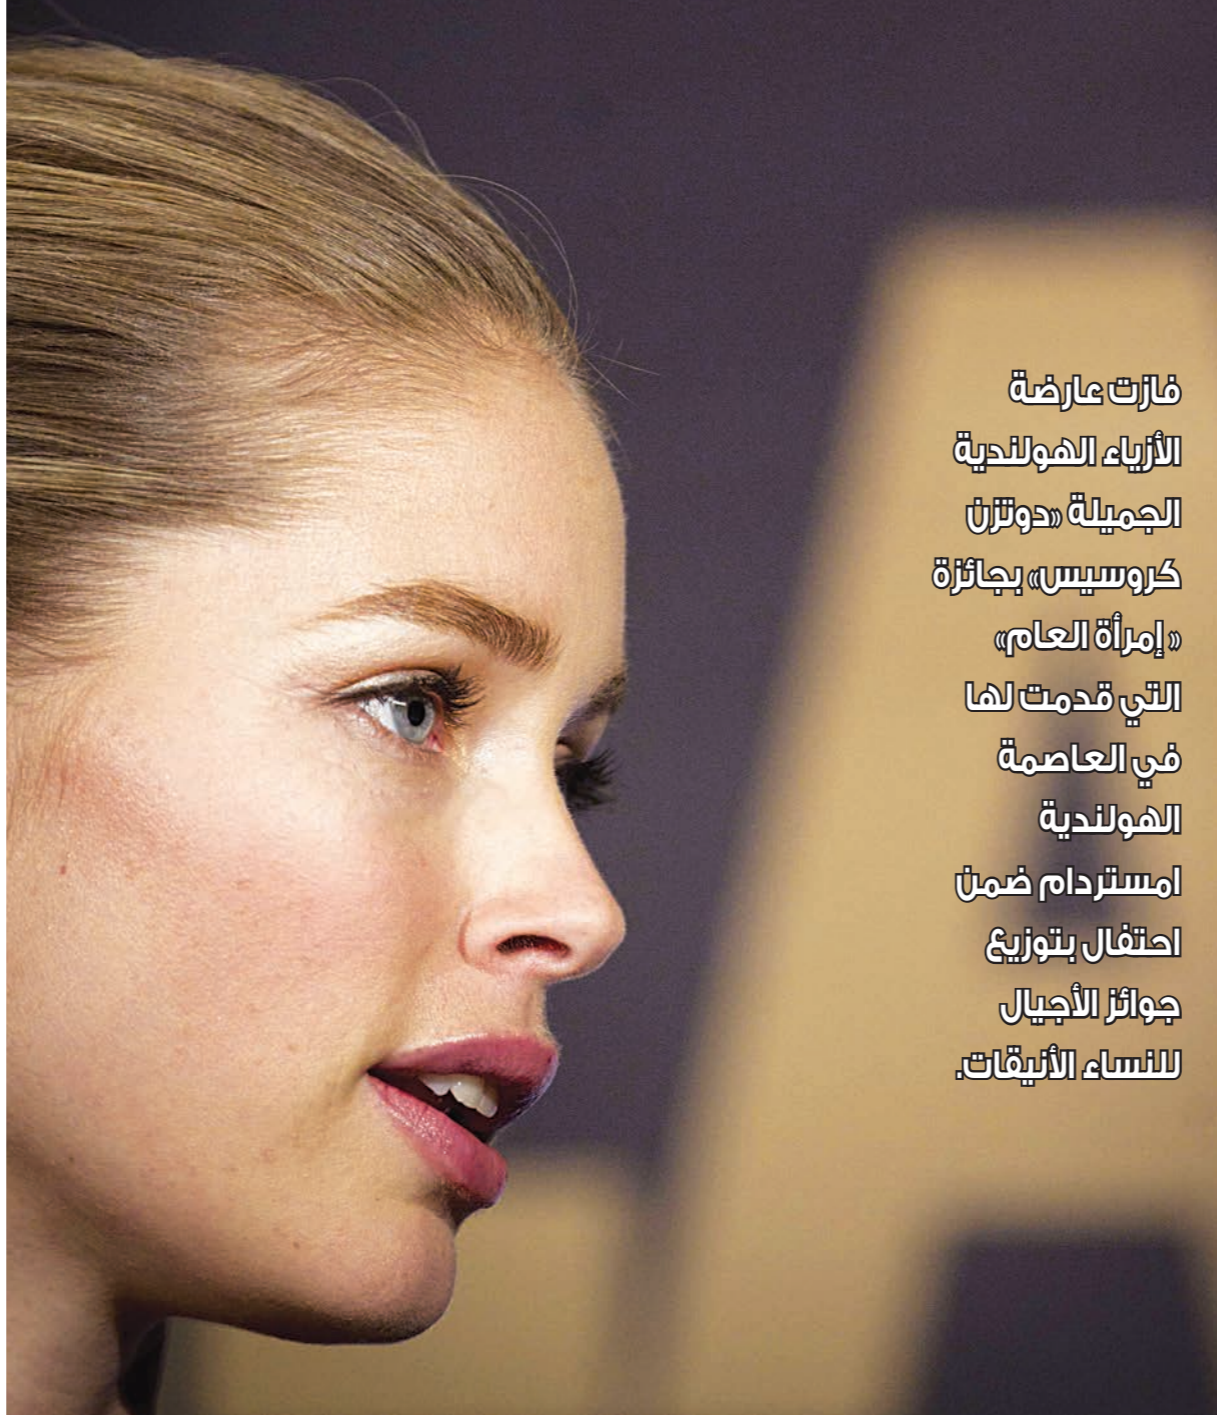 فازت عارضة
الأزياء الهولندية
الجميلة «دوتزن
كروسيس» بجائزة
« إمرأة العام»
التي قدمت لها
في العاصمة
الهولندية
امستردام ضمن
احتفال بتوزيع
جوائز الأجيال
للنساء الأنيقات.